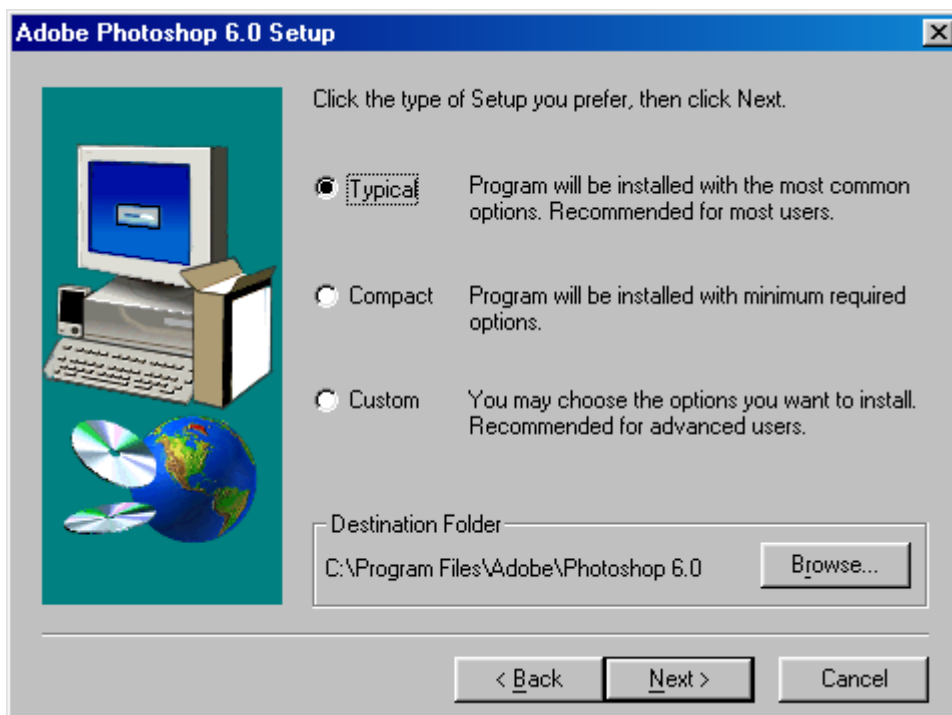 Adobe Photoshop 6.0 Setup
Click the type of Setup you prefer, then click Next.
Typical
Program will be installed with the most common
options. Recommended for most users.
Compact
Program will be installed with minimum required
options.
Custom
You may choose the options you want to install.
Recommended for advanced users.
Destination Folder
C:\Program Files\Adobe\Photoshop 6.0
Browse...
< Back
Next >
Cancel